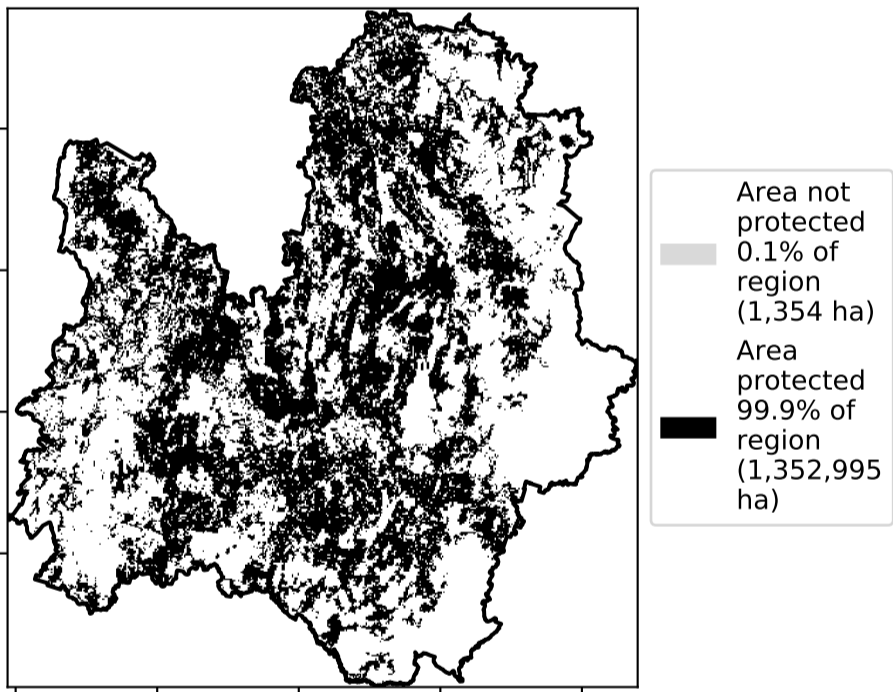 Area not
protected
0.1% of
region
(1,354 ha)
Area
protected
99.9% of
region
(1,352,995
ha)